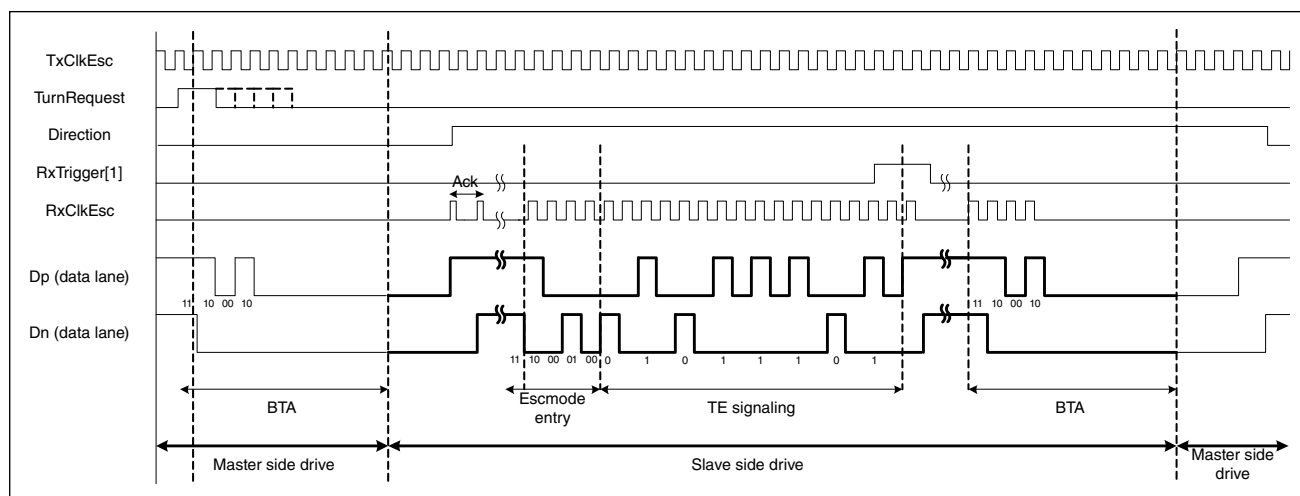 TxClkEsc
TurnRequest
Direction
RxTrigger[1]
Ack
RxClkEsc
Dp (data lane)
11 10 00 10
11 10 00 10
Dn (data lane)
11 10 00 01 00 0 1 0 1 1 1 0 1
BTA
Escmode
entry
TE signaling
BTA
Master side drive
Slave side drive
Master side
drive